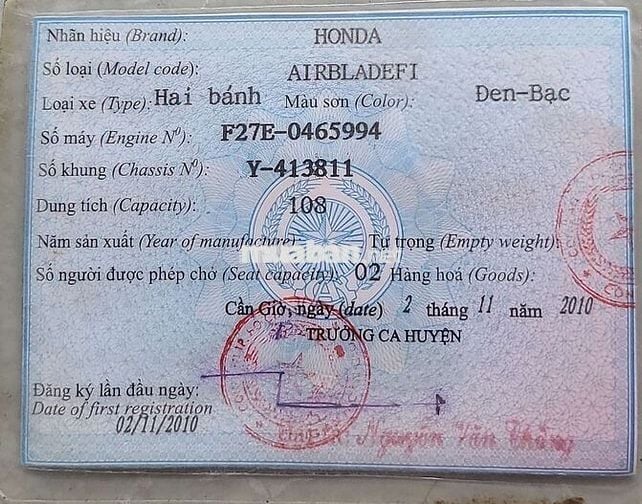 Nhãn hiệu (Brand): HONDA
Số loại (Model code): AIRBLADEFI
Loại xe (Type): Hai bánh Màu sơn (Color): Đen-Bạc
Số máy (Engine Nº): F27E-0465994
Số khung (Chassis Nº): Y-413811
Dung tích (Capacity): 108
Năm sản xuất (Year of manufacture) Tự trọng (Empty weight):
muaban.net
Số người được phép chở (Seat capacity): 02 Hàng hoá (Goods):
Cần Giờ, ngày (date) 2 tháng 11 năm 2010
TRƯỞNG CA HUYỆN
Đăng ký lần đầu ngày:
Date of first registration
02/11/2010
Nguyễn Văn